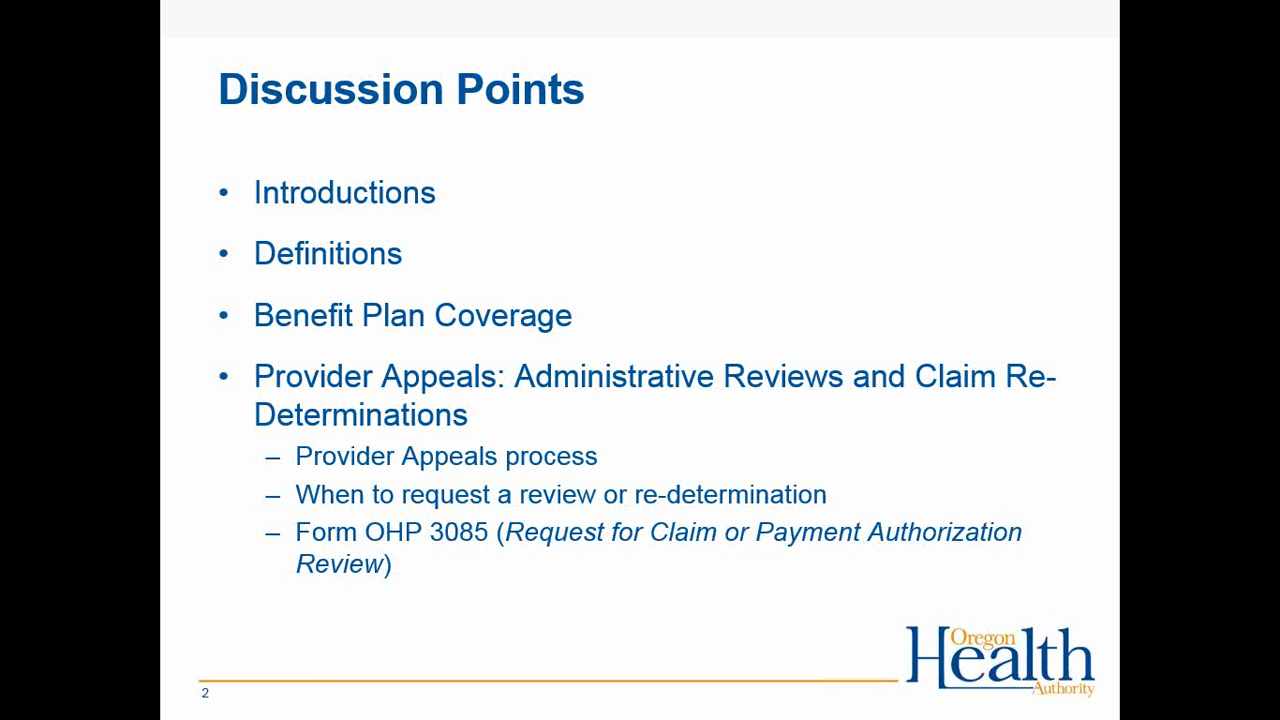 Discussion Points
• Introductions
• Definitions
• Benefit Plan Coverage
• Provider Appeals: Administrative Reviews and Claim Re-
Determinations
– Provider Appeals process
– When to request a review or re-determination
– Form OHP 3085 (Request for Claim or Payment Authorization
Review)
2
Oregon
Health
Authority